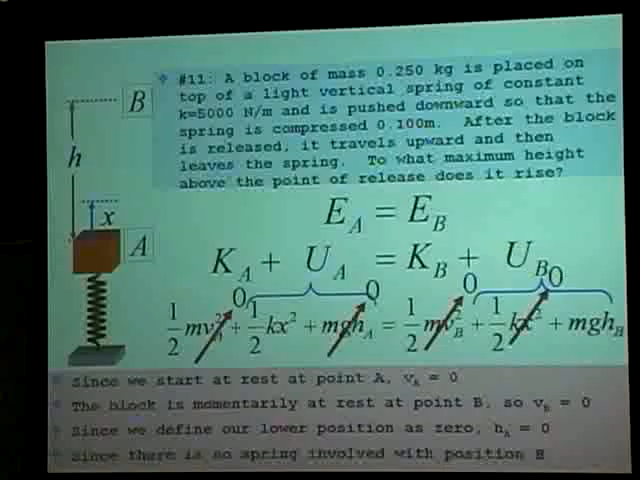 #11: A block of mass 0.250 kg is placed on
top of a light vertical spring of constant
k=5000 N/m and is pushed downward so that the
spring is compressed 0.100m. After the block
is released, it travels upward and then
leaves the spring. To what maximum height
above the point of release does it rise?
B
h
x
A
E_A = E_B
K_A + U_A = K_B + U_B
0 0 0 0
1/2 mv_A^2 + 1/2 kx^2 + mgh_A = 1/2 mv_B^2 + 1/2 kx^2 + mgh_B
Since we start at rest at point A, v_A = 0
The block is momentarily at rest at point B, so v_B = 0
Since we define our lower position as zero, h_A = 0
Since there is no spring involved with position B